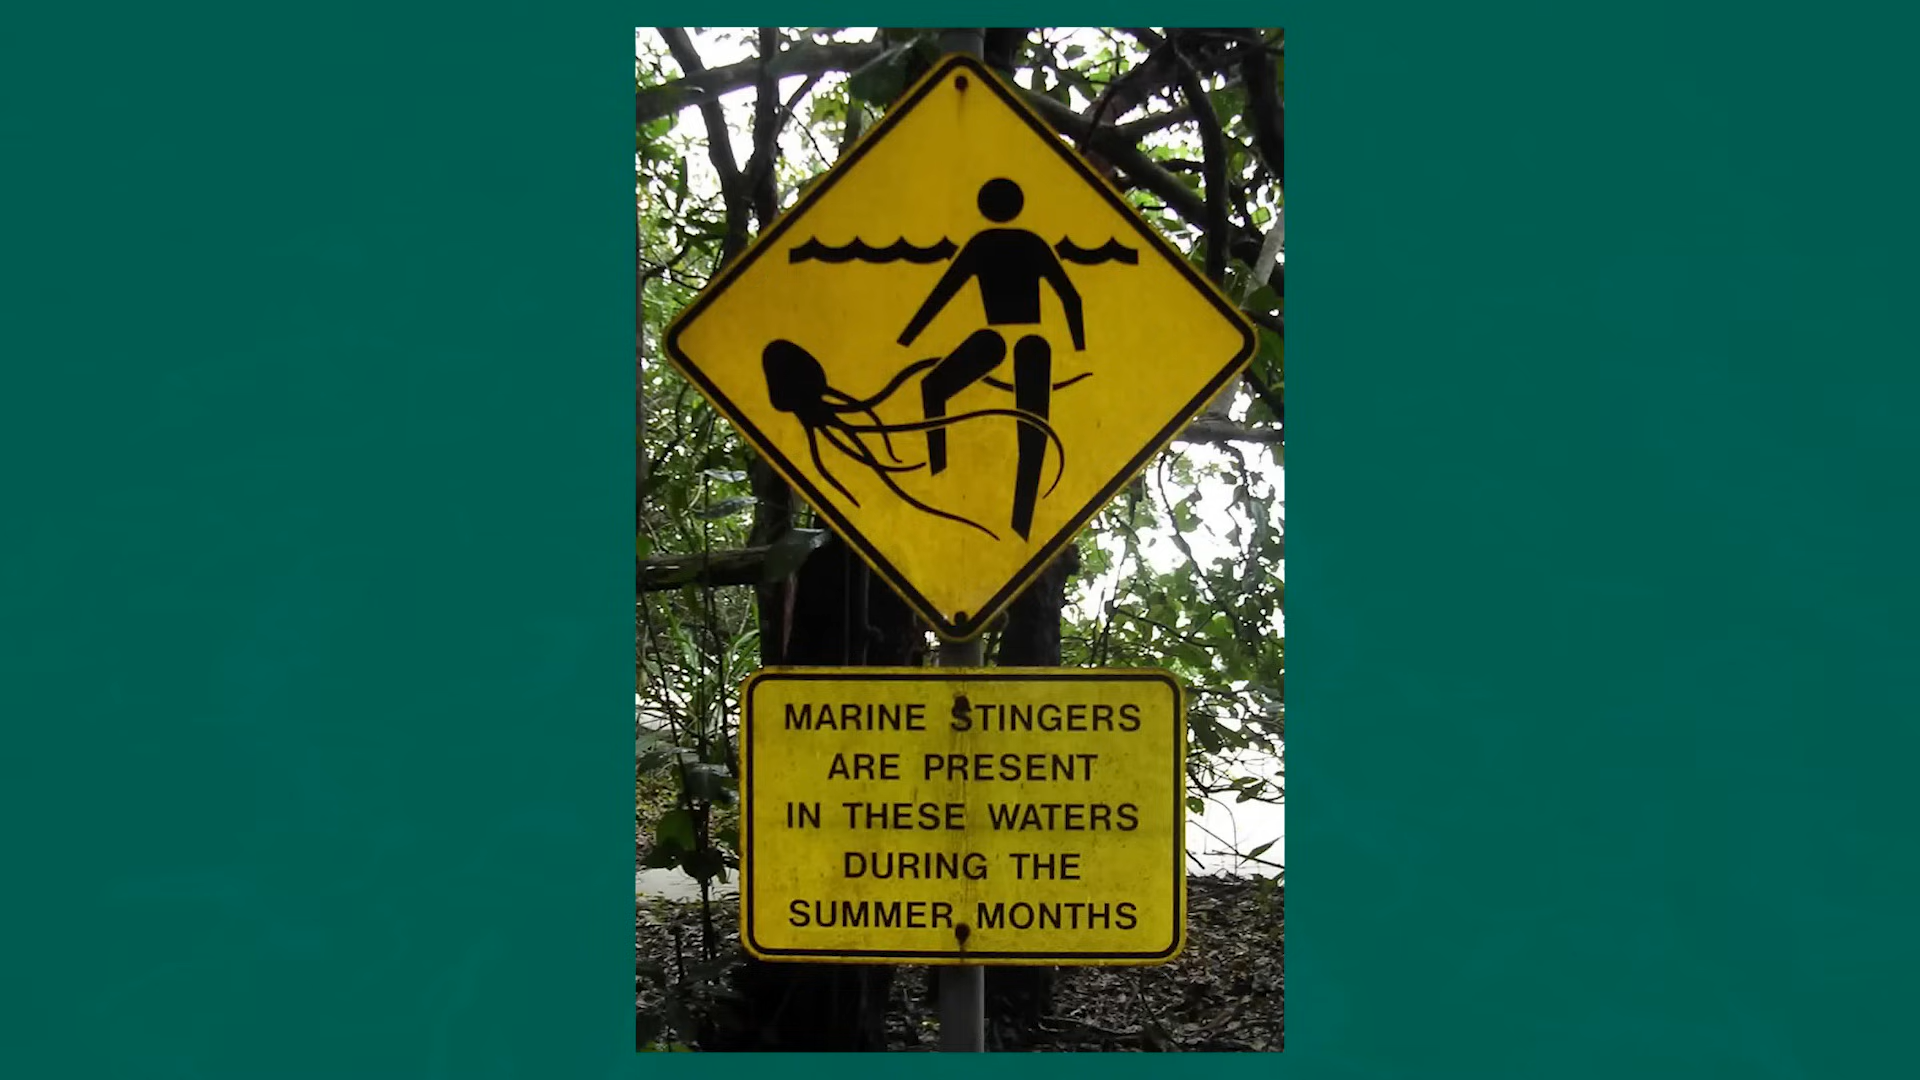 MARINE STINGERS
ARE PRESENT
IN THESE WATERS
DURING THE
SUMMER MONTHS